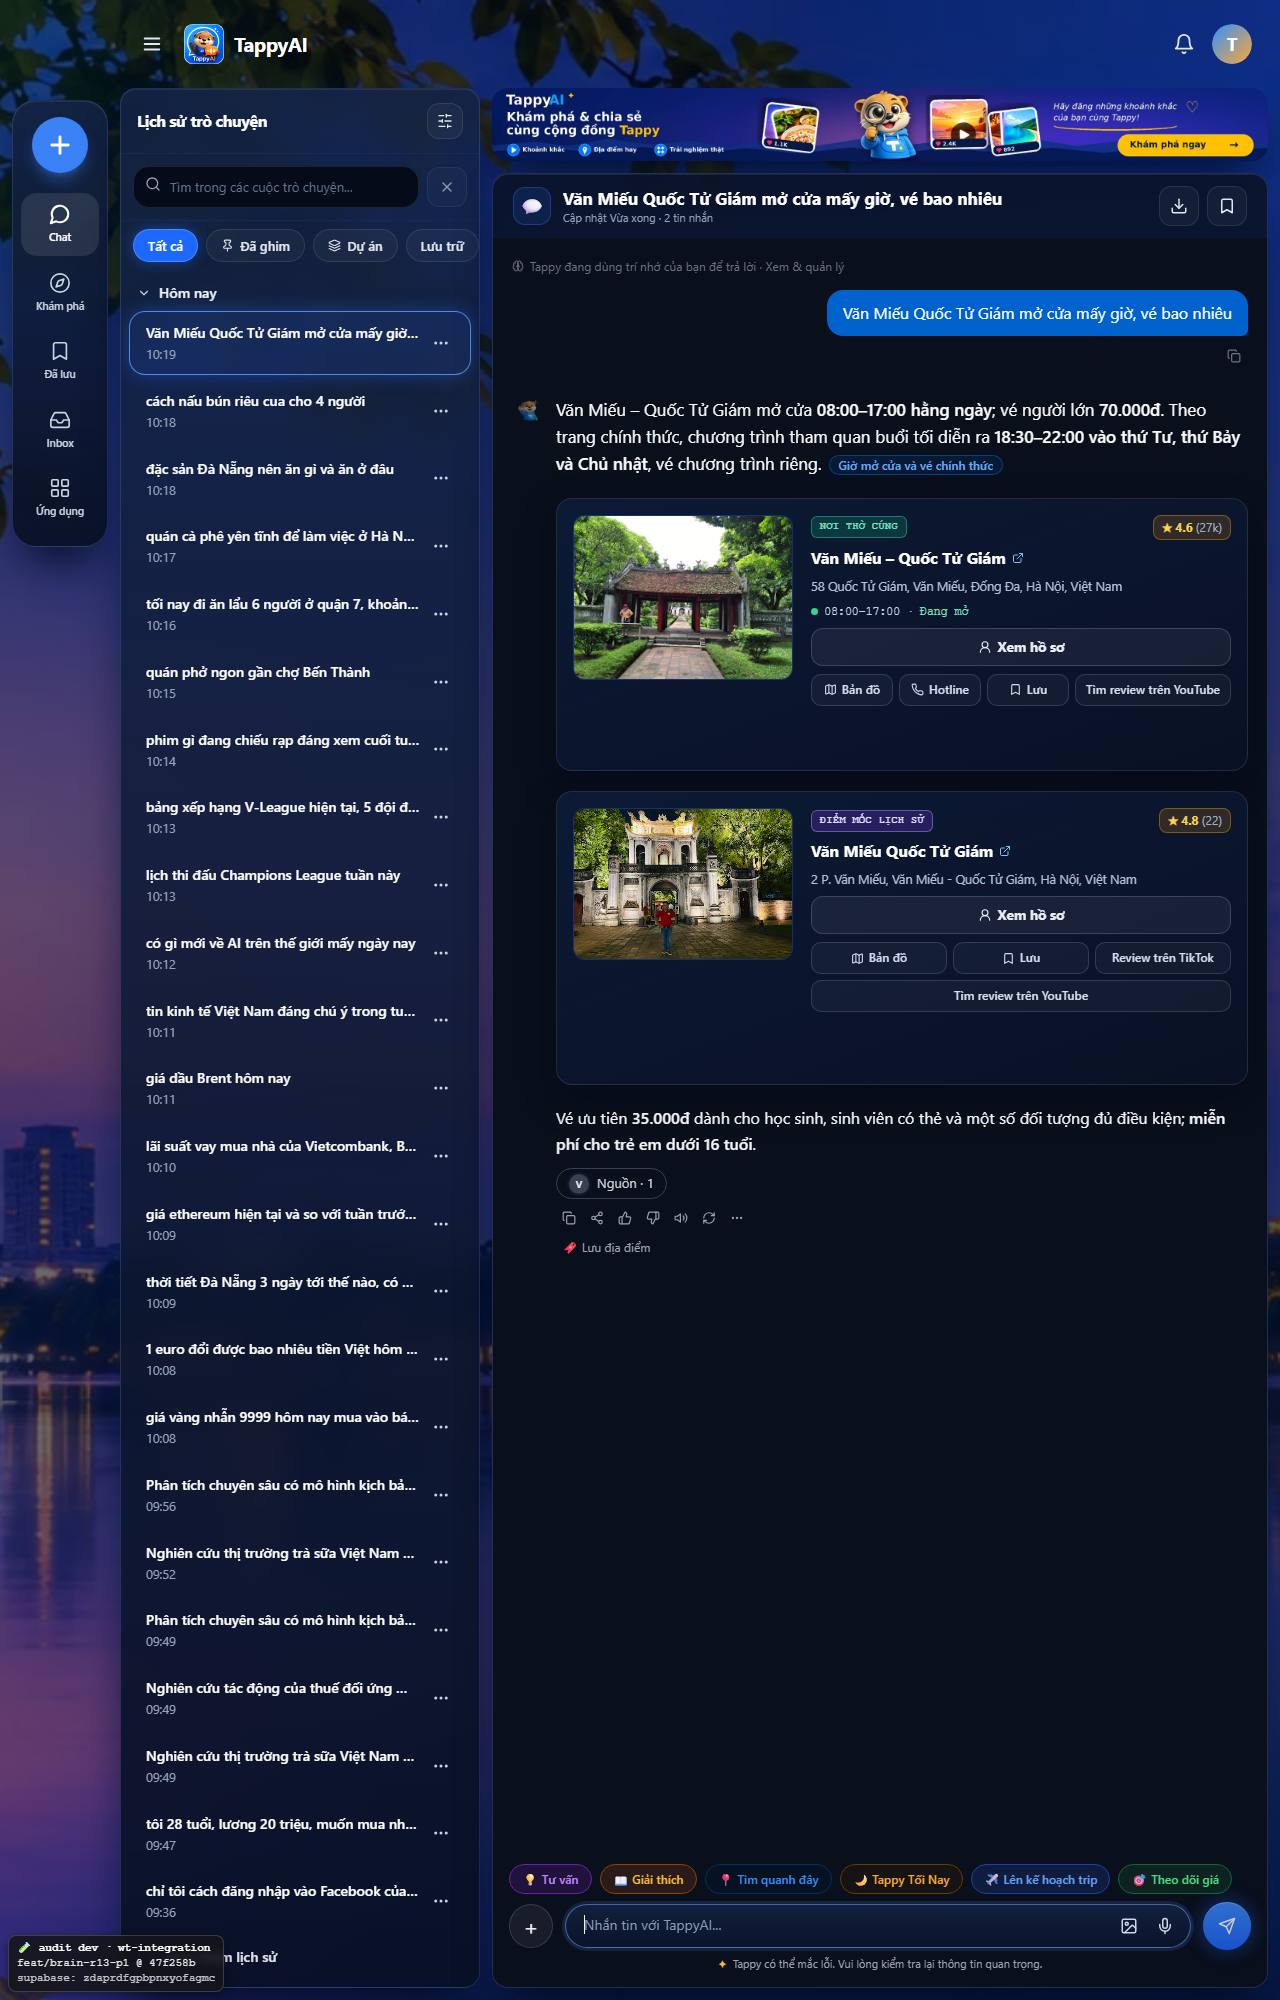 TappyAI
T
Chat
Khám phá
Đã lưu
Inbox
Ứng dụng
Lịch sử trò chuyện
Tìm trong các cuộc trò chuyện...
Tất cả
Đã ghim
Dự án
Lưu trữ
Hôm nay
Văn Miếu Quốc Tử Giám mở cửa mấy giờ...
10:19
cách nấu bún riêu cua cho 4 người
10:18
đặc sản Đà Nẵng nên ăn gì và ăn ở đâu
10:18
quán cà phê yên tĩnh để làm việc ở Hà N...
10:17
tối nay đi ăn lẩu 6 người ở quận 7, khoản...
10:16
quán phở ngon gần chợ Bến Thành
10:15
phim gì đang chiếu rạp đáng xem cuối tu...
10:14
bảng xếp hạng V-League hiện tại, 5 đội đ...
10:13
lịch thi đấu Champions League tuần này
10:13
có gì mới về AI trên thế giới mấy ngày nay
10:12
tin kinh tế Việt Nam đáng chú ý trong tu...
10:11
giá dầu Brent hôm nay
10:11
lãi suất vay mua nhà của Vietcombank, B...
10:10
giá ethereum hiện tại và so với tuần trướ...
10:09
thời tiết Đà Nẵng 3 ngày tới thế nào, có ...
10:09
1 euro đổi được bao nhiêu tiền Việt hôm ...
10:08
giá vàng nhẫn 9999 hôm nay mua vào bá...
10:08
Phân tích chuyên sâu có mô hình kịch bả...
09:56
Nghiên cứu thị trường trà sữa Việt Nam ...
09:52
Phân tích chuyên sâu có mô hình kịch bả...
09:49
Nghiên cứu tác động của thuế đối ứng ...
09:49
Nghiên cứu thị trường trà sữa Việt Nam ...
09:49
tôi 28 tuổi, lương 20 triệu, muốn mua nh...
09:47
chỉ tôi cách đăng nhập vào Facebook của...
09:36
m lịch sử
audit dev · wt-integration
feat/brain-r13-p1 @ 47f258b
supabase: zdaprdfgpbpnxyofagmc
TappyAI
Khám phá & chia sẻ
cùng cộng đồng Tappy
Khoảnh khắc
Địa điểm hay
Trải nghiệm thật
1.1K
2.4K
892
Hãy đăng những khoảnh khắc
của bạn cùng Tappy!
Khám phá ngay →
Văn Miếu Quốc Tử Giám mở cửa mấy giờ, vé bao nhiêu
Cập nhật Vừa xong · 2 tin nhắn
Tappy đang dùng trí nhớ của bạn để trả lời · Xem & quản lý
Văn Miếu Quốc Tử Giám mở cửa mấy giờ, vé bao nhiêu
Văn Miếu – Quốc Tử Giám mở cửa 08:00–17:00 hằng ngày; vé người lớn 70.000đ. Theo
trang chính thức, chương trình tham quan buổi tối diễn ra 18:30–22:00 vào thứ Tư, thứ Bảy
và Chủ nhật, vé chương trình riêng. Giờ mở cửa và vé chính thức
NƠI THỜ CÚNG
★ 4.6 (27k)
Văn Miếu – Quốc Tử Giám
58 Quốc Tử Giám, Văn Miếu, Đống Đa, Hà Nội, Việt Nam
08:00–17:00 · Đang mở
Xem hồ sơ
Bản đồ
Hotline
Lưu
Tìm review trên YouTube
ĐIỂM MỐC LỊCH SỬ
★ 4.8 (22)
Văn Miếu Quốc Tử Giám
2 P. Văn Miếu, Văn Miếu - Quốc Tử Giám, Hà Nội, Việt Nam
Xem hồ sơ
Bản đồ
Lưu
Review trên TikTok
Tìm review trên YouTube
Vé ưu tiên 35.000đ dành cho học sinh, sinh viên có thẻ và một số đối tượng đủ điều kiện; miễn
phí cho trẻ em dưới 16 tuổi.
V Nguồn · 1
Lưu địa điểm
Tư vấn
Giải thích
Tìm quanh đây
Tappy Tối Nay
Lên kế hoạch trip
Theo dõi giá
Nhắn tin với TappyAI...
Tappy có thể mắc lỗi. Vui lòng kiểm tra lại thông tin quan trọng.